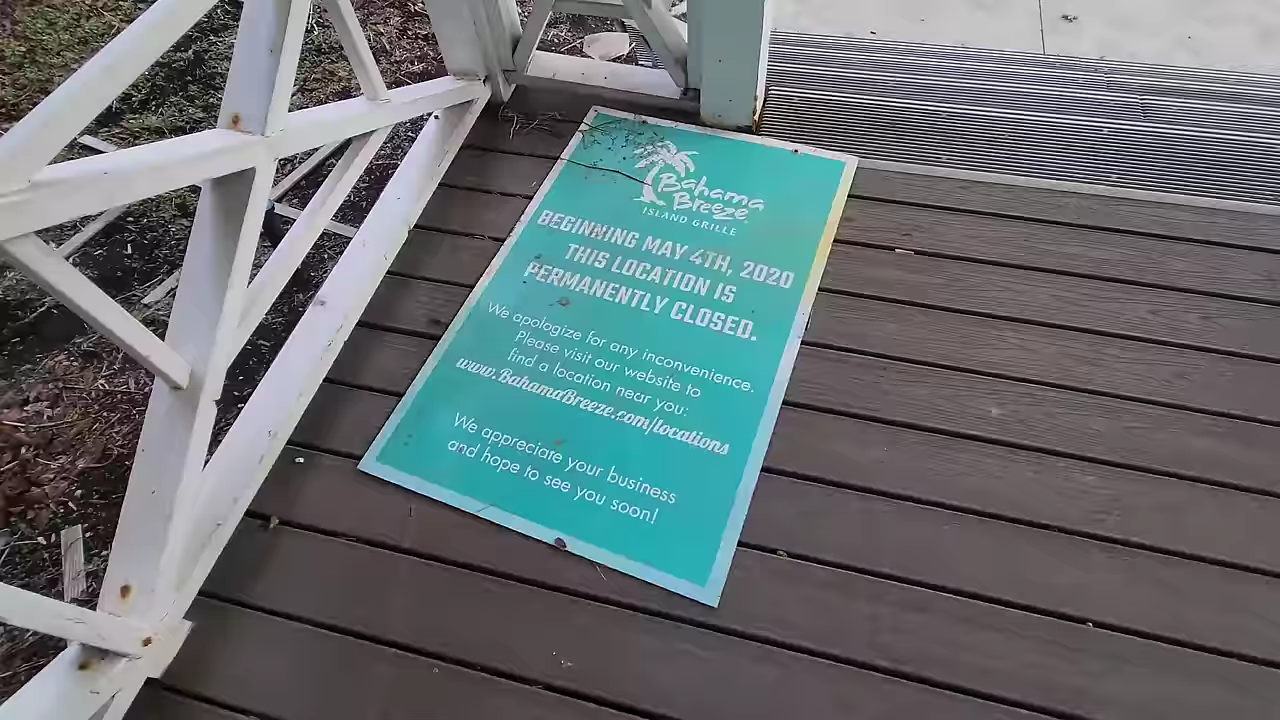 Bahama
Breeze
ISLAND GRILLE
BEGINNING MAY 4TH, 2020
THIS LOCATION IS
PERMANENTLY CLOSED.
We apologize for any inconvenience.
Please visit our website to
find a location near you:
www.BahamaBreeze.com/locations
We appreciate your business
and hope to see you soon!